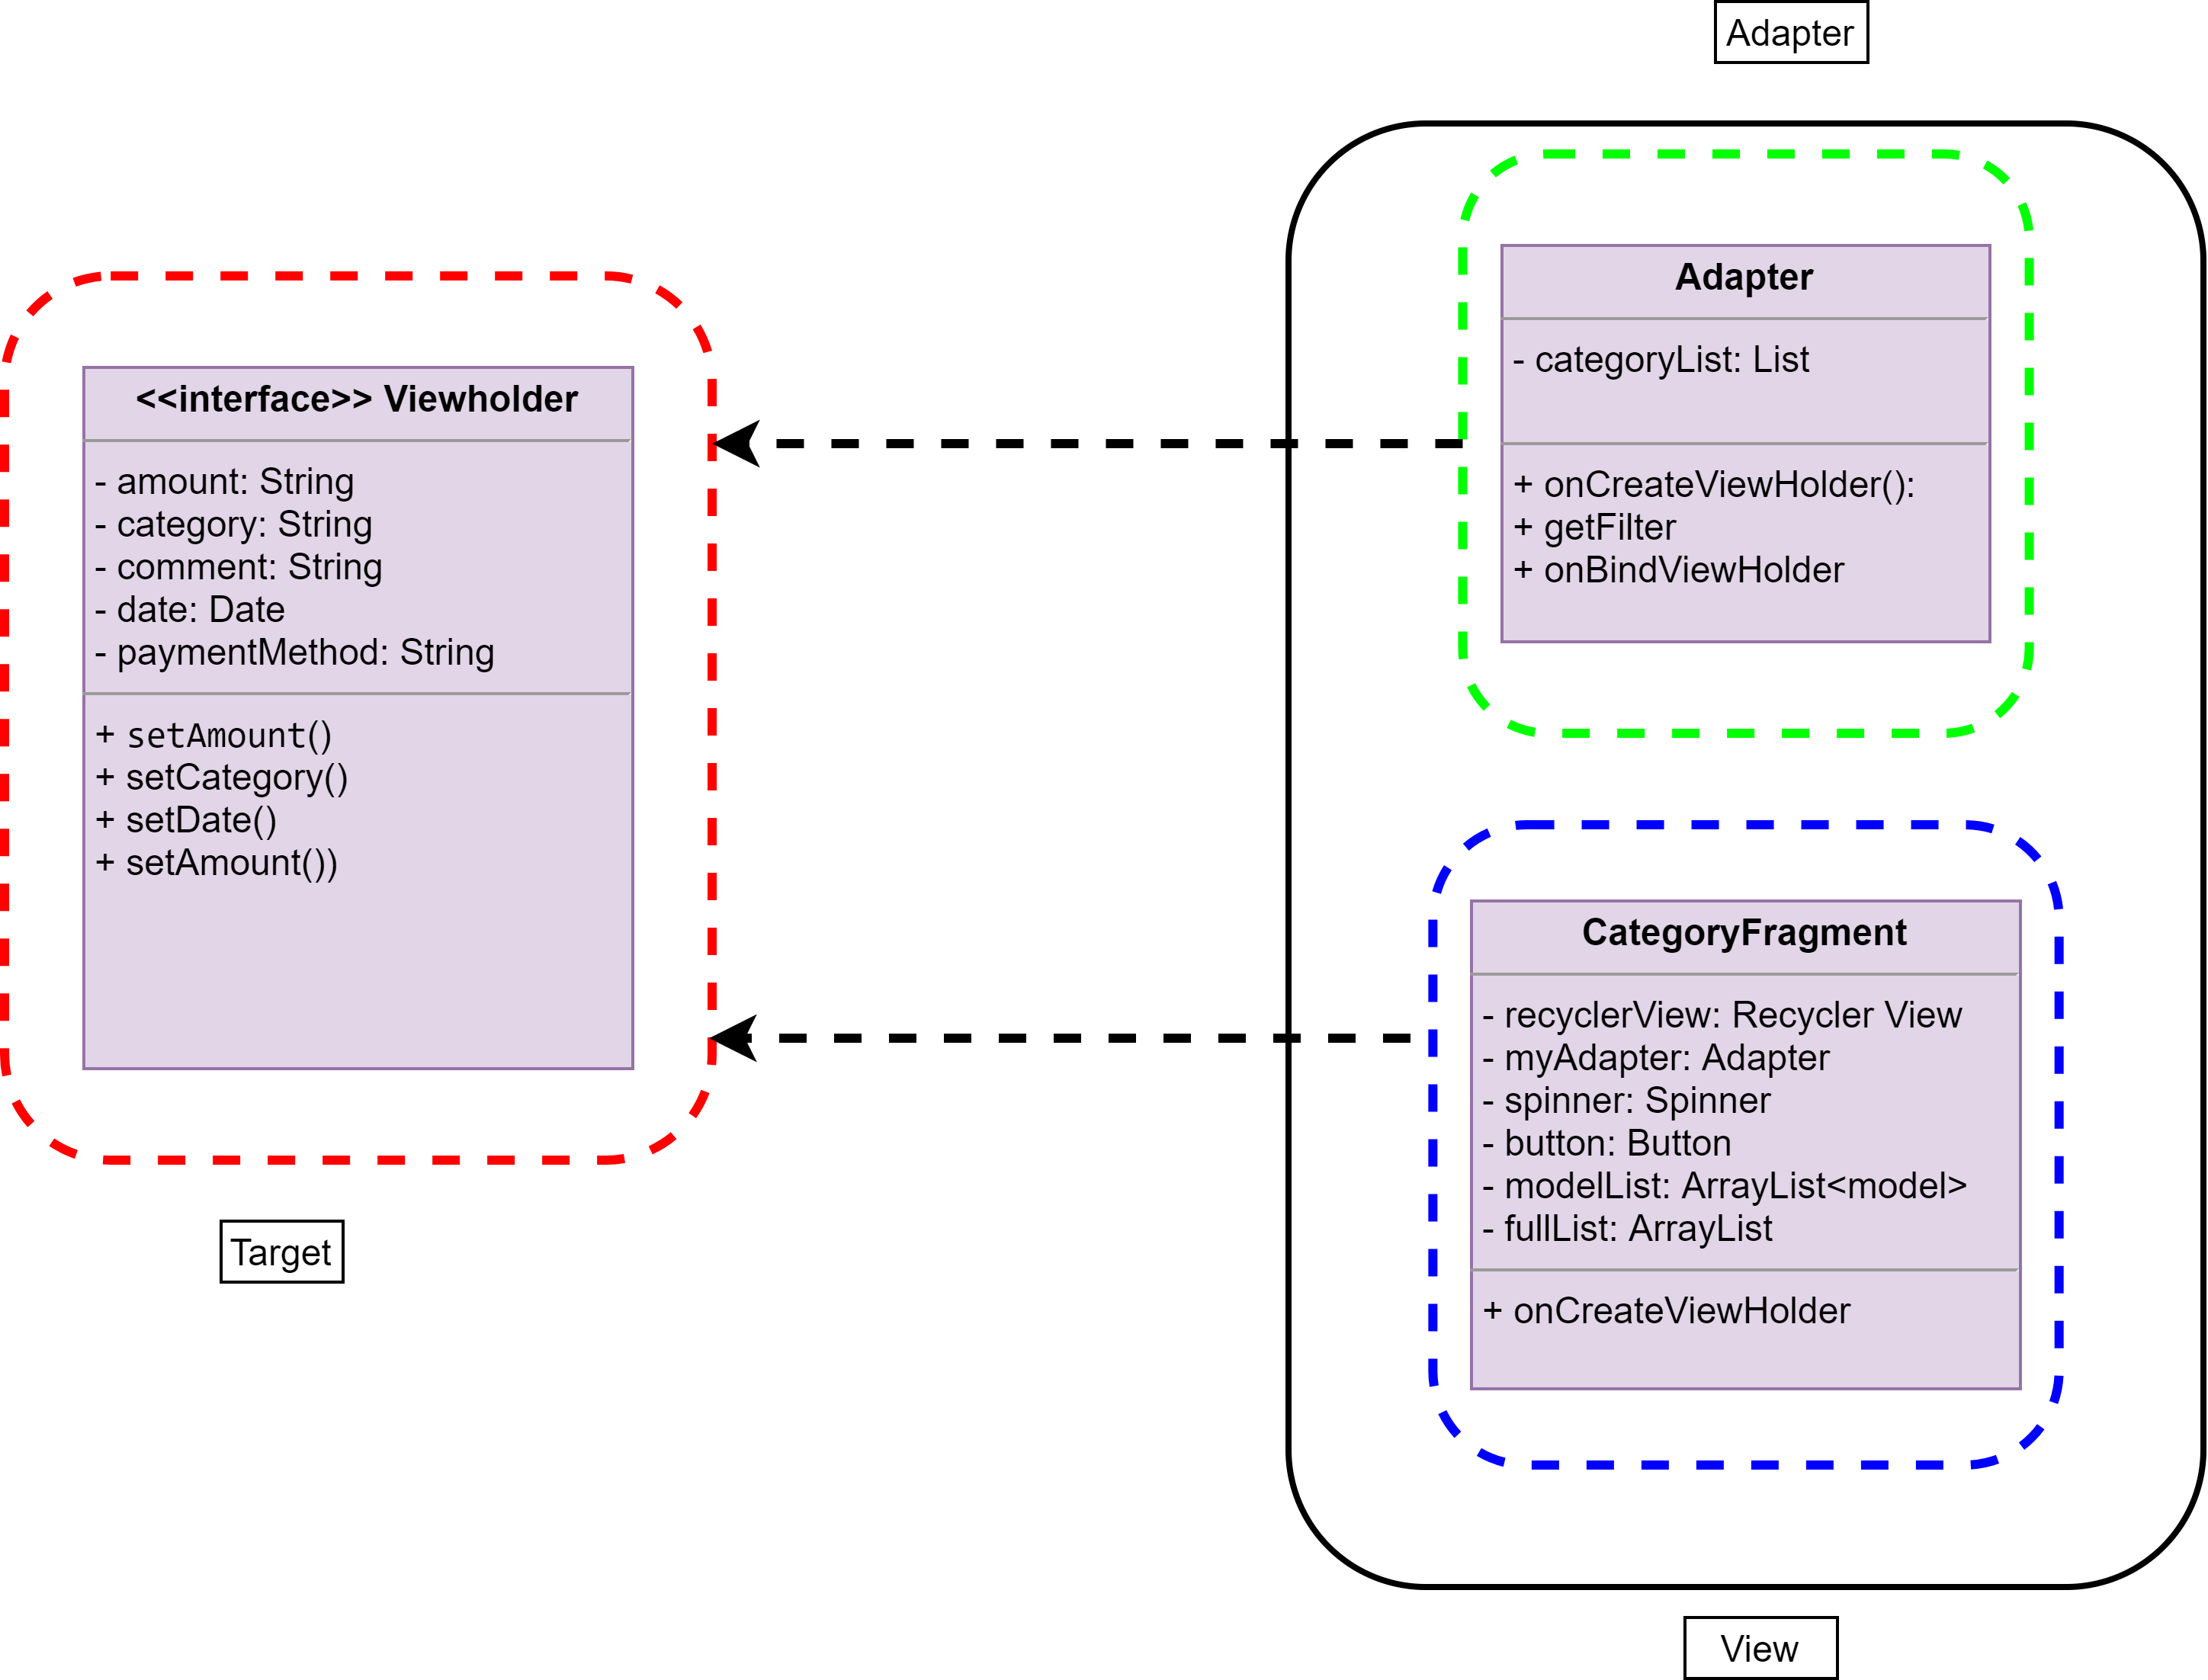 Adapter
<<interface>> Viewholder
- amount: String
- category: String
- comment: String
- date: Date
- paymentMethod: String
+ setAmount()
+ setCategory()
+ setDate()
+ setAmount())
Target
Adapter
- categoryList: List
+ onCreateViewHolder():
+ getFilter
+ onBindViewHolder
CategoryFragment
- recyclerView: Recycler View
- myAdapter: Adapter
- spinner: Spinner
- button: Button
- modelList: ArrayList<model>
- fullList: ArrayList
+ onCreateViewHolder
View